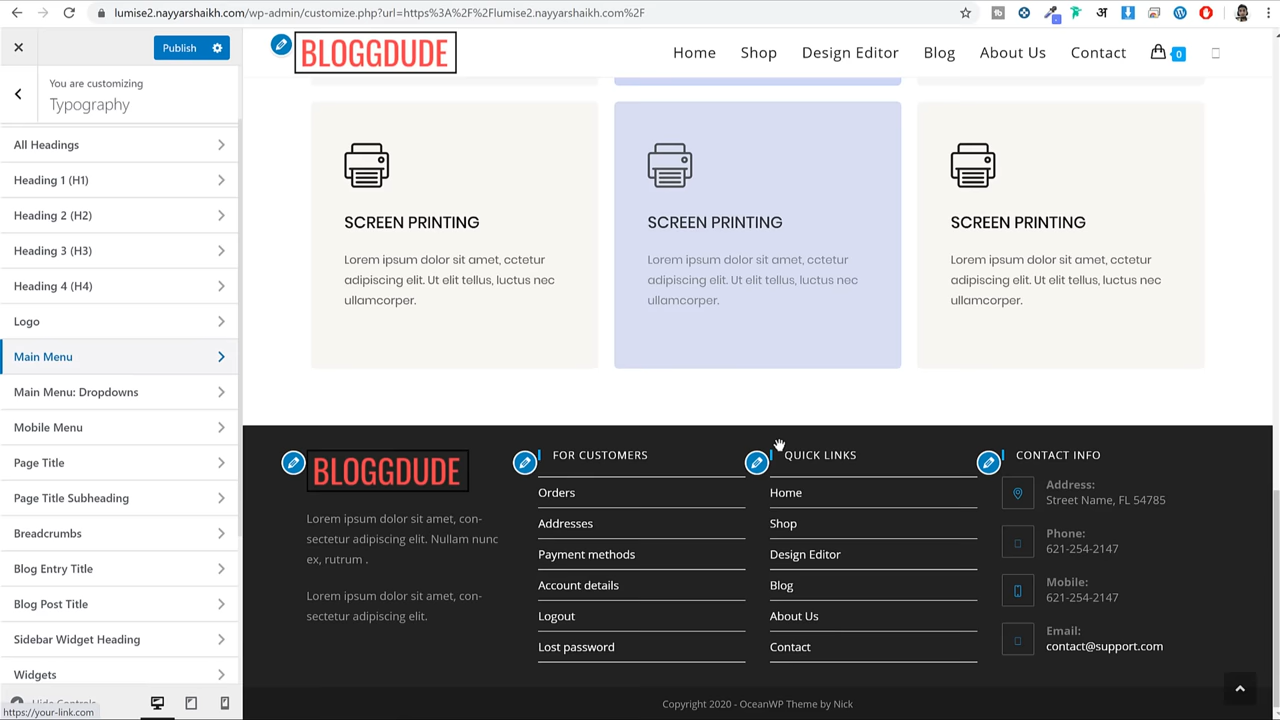 lumise2.nayyarshaikh.com/wp-admin/customize.php?url=https%3A%2F%2Flumise2.nayyarshaikh.com%2F
अ
Publish
You are customizing
Typography
All Headings
Heading 1 (H1)
Heading 2 (H2)
Heading 3 (H3)
Heading 4 (H4)
Logo
Main Menu
Main Menu: Dropdowns
Mobile Menu
Page Title
Page Title Subheading
Breadcrumbs
Blog Entry Title
Blog Post Title
Sidebar Widget Heading
Widgets
Hide Controls
https://your-link.com
BLOGGDUDE
Home Shop Design Editor Blog About Us Contact 0
SCREEN PRINTING
Lorem ipsum dolor sit amet, cctetur
adipiscing elit. Ut elit tellus, luctus nec
ullamcorper.
SCREEN PRINTING
Lorem ipsum dolor sit amet, cctetur
adipiscing elit. Ut elit tellus, luctus nec
ullamcorper.
SCREEN PRINTING
Lorem ipsum dolor sit amet, cctetur
adipiscing elit. Ut elit tellus, luctus nec
ullamcorper.
BLOGGDUDE
Lorem ipsum dolor sit amet, con-
sectetur adipiscing elit. Nullam nunc
ex, rutrum .
Lorem ipsum dolor sit amet, con-
sectetur adipiscing elit.
FOR CUSTOMERS
Orders
Addresses
Payment methods
Account details
Logout
Lost password
QUICK LINKS
Home
Shop
Design Editor
Blog
About Us
Contact
CONTACT INFO
Address:
Street Name, FL 54785
Phone:
621-254-2147
Mobile:
621-254-2147
Email:
contact@support.com
Copyright 2020 - OceanWP Theme by Nick